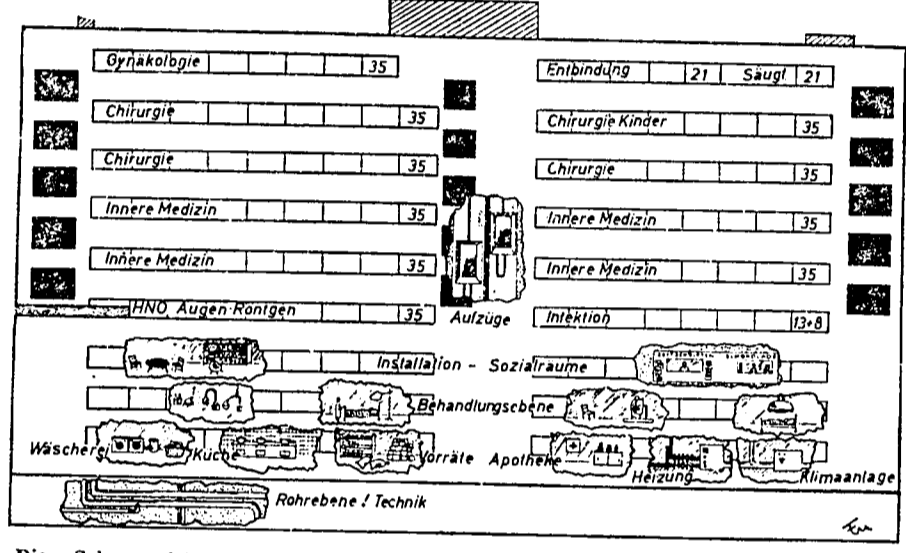 Gynäkolbgie 35
Entbindung 21 Säugl 21
Chirurgie 35
Chirurgie Kinder 35
Chirurgie 35
Chirurgie 35
Innere Medizin 35
Innere Medizin 35
Innere Medizin 35
Innere Medizin 35
HNO Augen Röntgen 35
Aufzüge
Infektion 13+8
Installation - Sozialräume
Behandlungsebene
Wäscherei Küche Vorräte Apotheke Heizung Klimaanlage
Rohrebene ! Technik